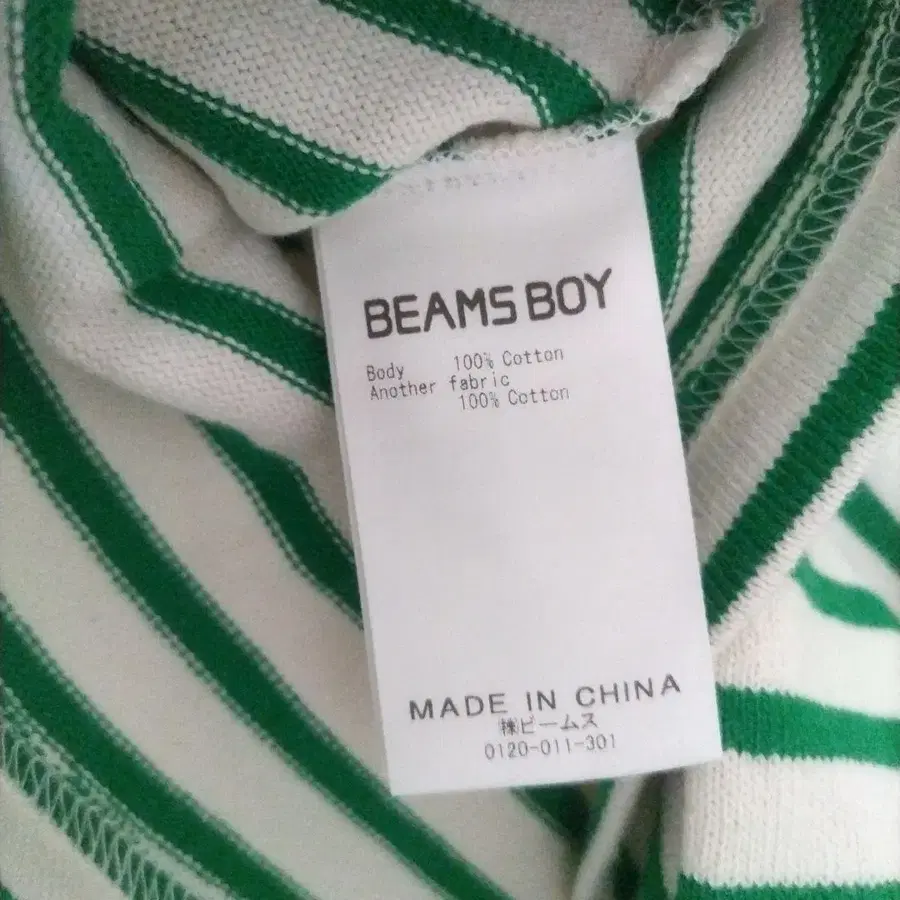 BEAMS BOY
Body 100% Cotton
Another fabric
100% Cotton
MADE IN CHINA
㈱ビームス
0120-011-301